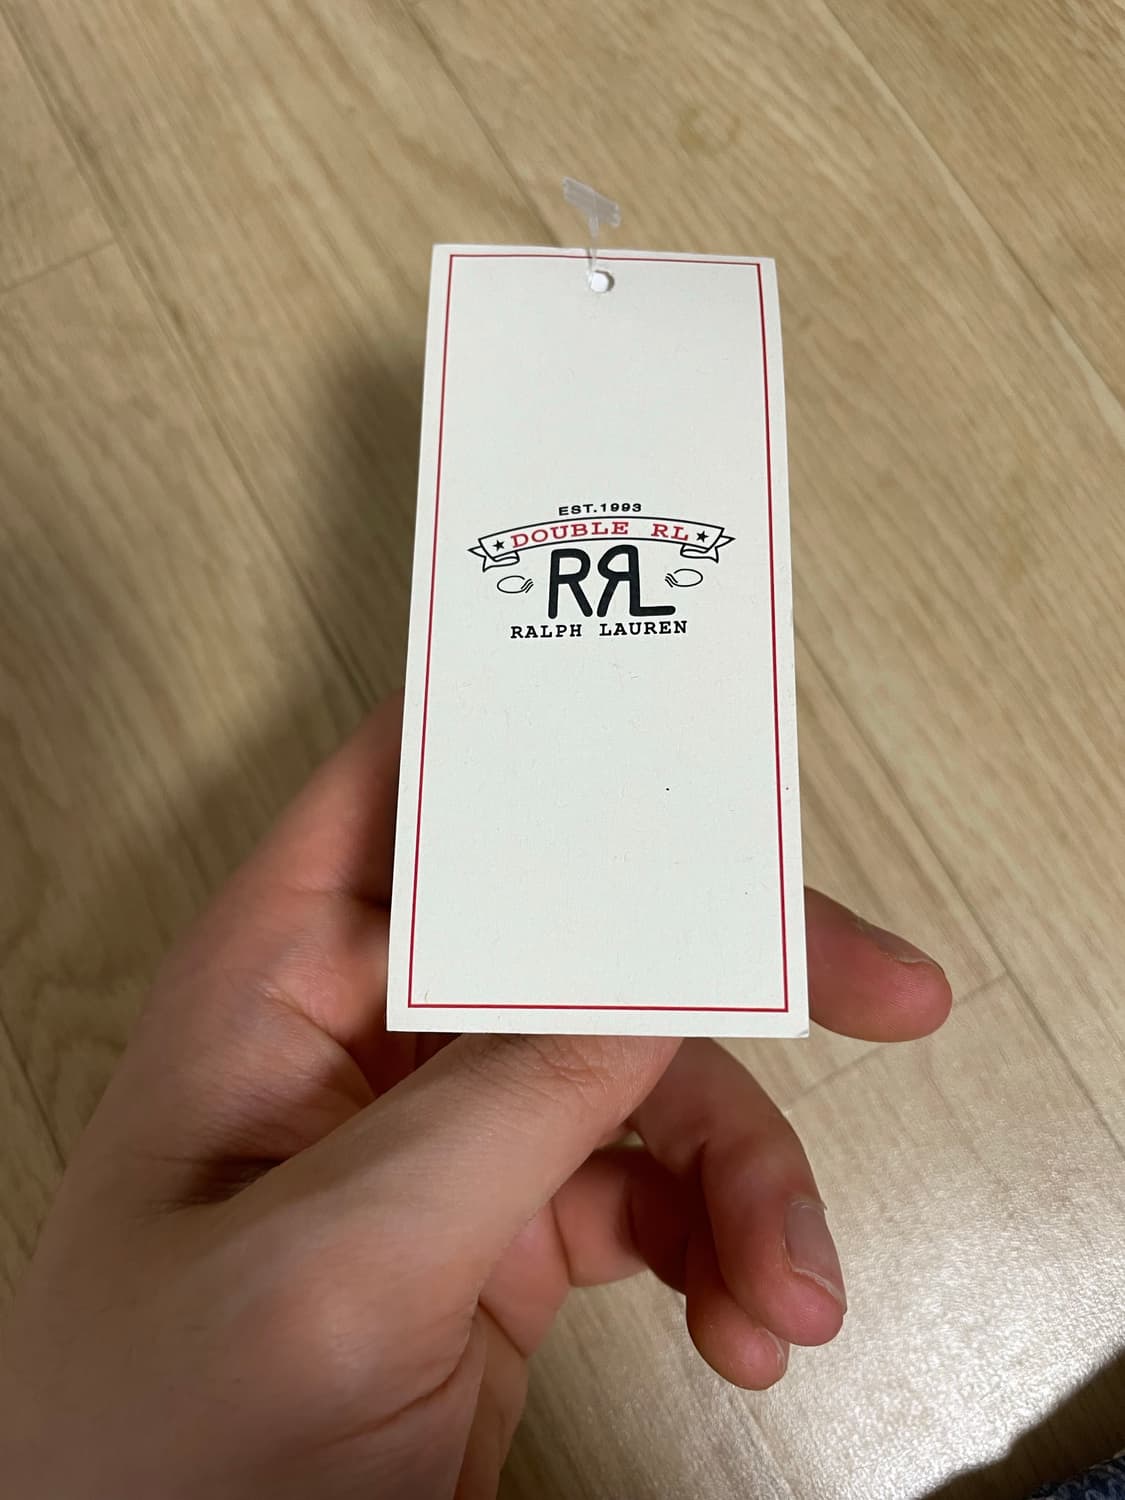 EST.1993
★DOUBLE RL★
RRL
RALPH LAUREN